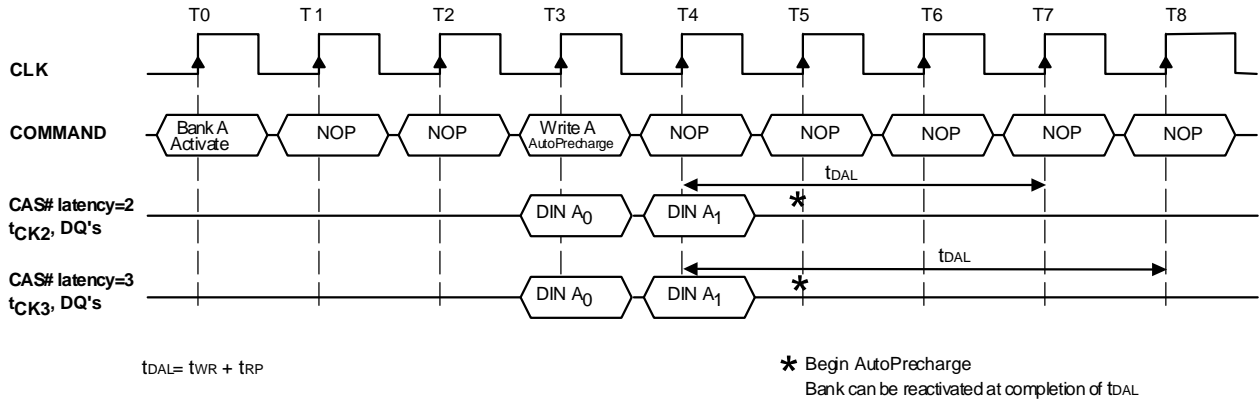 T0 T1 T2 T3 T4 T5 T6 T7 T8
CLK
COMMAND
Bank A
Activate
NOP
NOP
Write A
AutoPrecharge
NOP
NOP
NOP
NOP
NOP
tDAL
CAS# latency=2
tCK2, DQ's
DIN A0
DIN A1
*
tDAL
CAS# latency=3
tCK3, DQ's
DIN A0
DIN A1
*
tDAL= tWR + tRP
* Begin AutoPrecharge
Bank can be reactivated at completion of tDAL